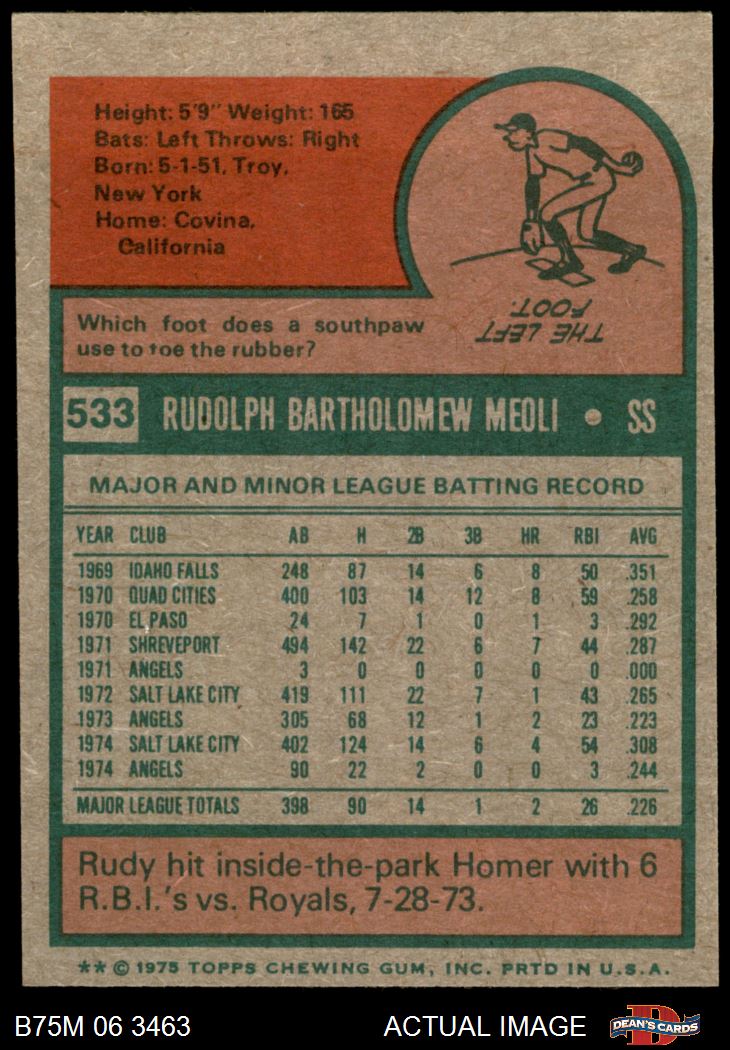 Height: 5'9" Weight: 165
Bats: Left Throws: Right
Born: 5-1-51, Troy,
New York
Home: Covina,
California
Which foot does a southpaw
use to toe the rubber?
THE LEFT
FOOT.
533 RUDOLPH BARTHOLOMEW MEOLI • SS
MAJOR AND MINOR LEAGUE BATTING RECORD
YEAR CLUB AB H 2B 3B HR RBI AVG
1969 IDAHO FALLS 248 87 14 6 8 50 .351
1970 QUAD CITIES 400 103 14 12 8 59 .258
1970 EL PASO 24 7 1 0 1 3 .292
1971 SHREVEPORT 494 142 22 6 7 44 .287
1971 ANGELS 3 0 0 0 0 0 .000
1972 SALT LAKE CITY 419 111 22 7 1 43 .265
1973 ANGELS 305 68 12 1 2 23 .223
1974 SALT LAKE CITY 402 124 14 6 4 54 .308
1974 ANGELS 90 22 2 0 0 3 .244
MAJOR LEAGUE TOTALS 398 90 14 1 2 26 .226
Rudy hit inside-the-park Homer with 6
R.B.I.'s vs. Royals, 7-28-73.
** © 1975 TOPPS CHEWING GUM, INC. PRTD IN U.S.A.
B75M 06 3463 ACTUAL IMAGE
D
DEAN'S CARDS